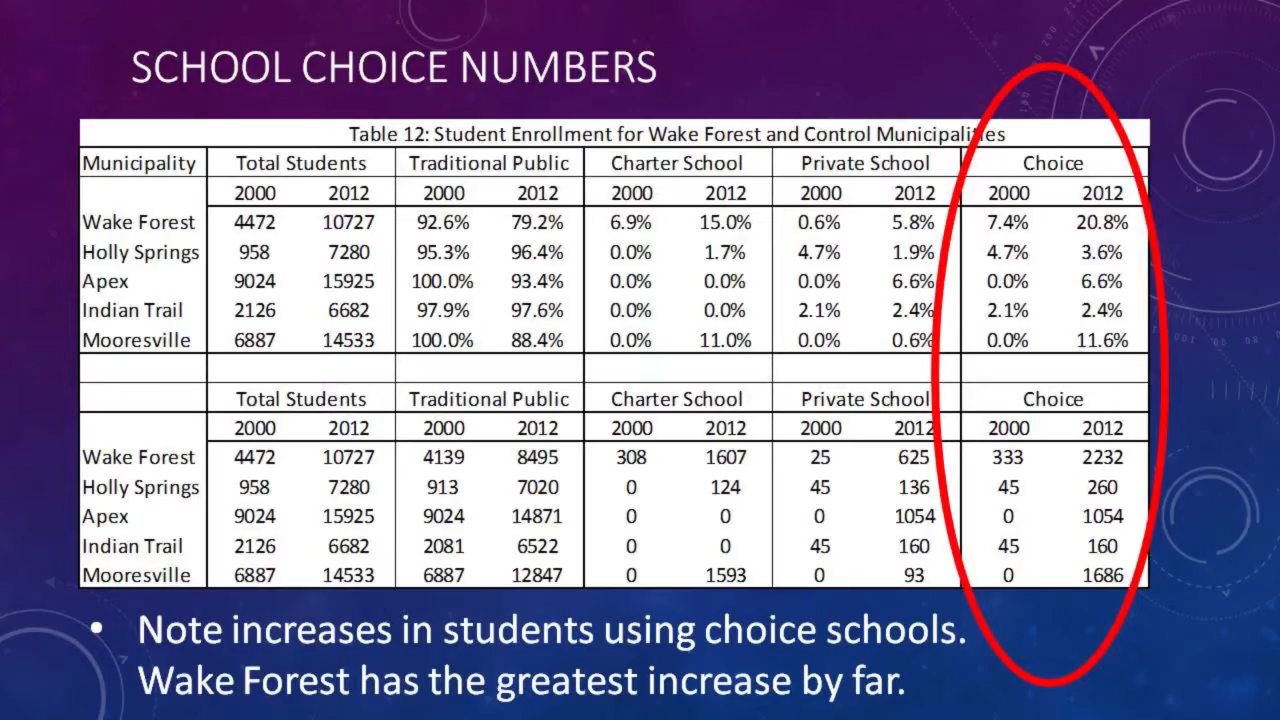 SCHOOL CHOICE NUMBERS
Table 12: Student Enrollment for Wake Forest and Control Municipalities
Municipality Total Students Traditional Public Charter School Private School Choice
2000 2012 2000 2012 2000 2012 2000 2012 2000 2012
Wake Forest 4472 10727 92.6% 79.2% 6.9% 15.0% 0.6% 5.8% 7.4% 20.8%
Holly Springs 958 7280 95.3% 96.4% 0.0% 1.7% 4.7% 1.9% 4.7% 3.6%
Apex 9024 15925 100.0% 93.4% 0.0% 0.0% 0.0% 6.6% 0.0% 6.6%
Indian Trail 2126 6682 97.9% 97.6% 0.0% 0.0% 2.1% 2.4% 2.1% 2.4%
Mooresville 6887 14533 100.0% 88.4% 0.0% 11.0% 0.0% 0.6% 0.0% 11.6%
Total Students Traditional Public Charter School Private School Choice
2000 2012 2000 2012 2000 2012 2000 2012 2000 2012
Wake Forest 4472 10727 4139 8495 308 1607 25 625 333 2232
Holly Springs 958 7280 913 7020 0 124 45 136 45 260
Apex 9024 15925 9024 14871 0 0 0 1054 0 1054
Indian Trail 2126 6682 2081 6522 0 0 45 160 45 160
Mooresville 6887 14533 6887 12847 0 1593 0 93 0 1686
• Note increases in students using choice schools.
Wake Forest has the greatest increase by far.